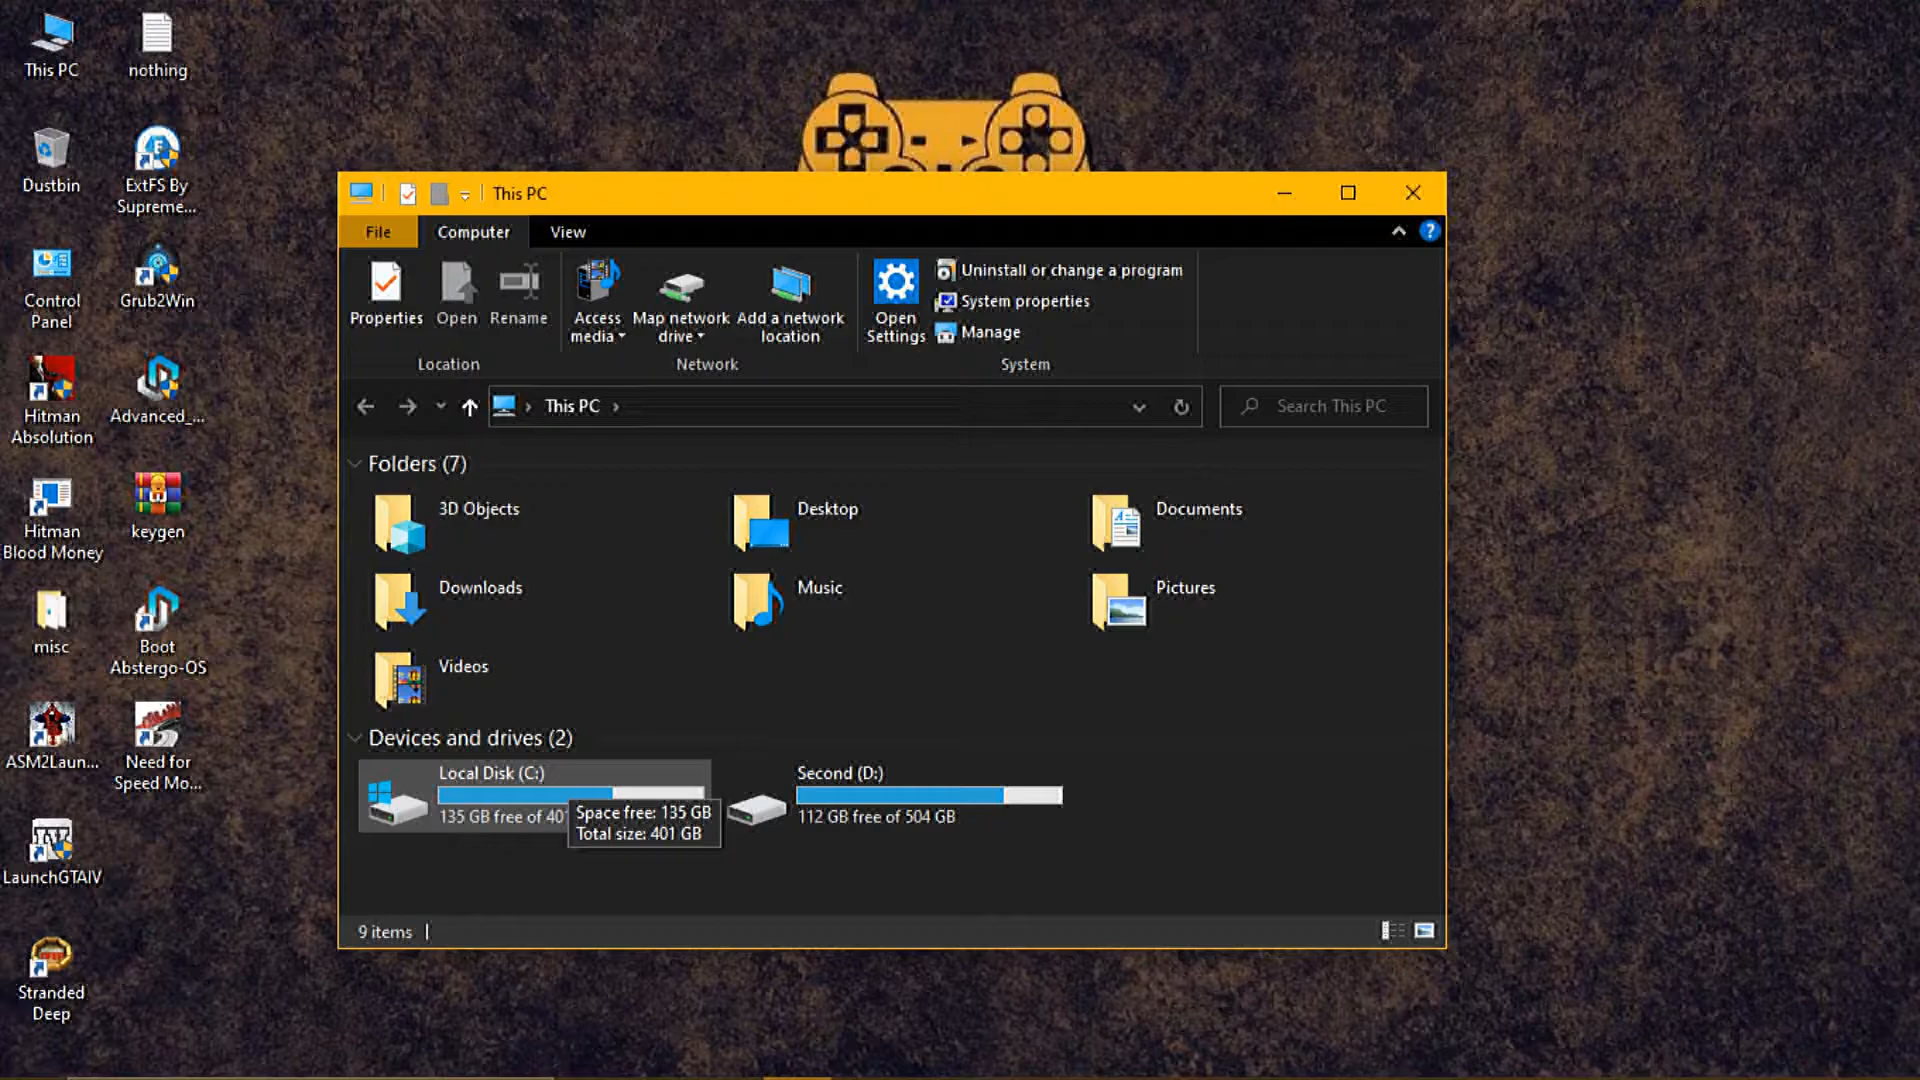 This PC
nothing
Dustbin
ExtFS By
Supreme...
Control
Panel
Grub2Win
Hitman
Absolution
Advanced_...
Hitman
Blood Money
keygen
misc
Boot
Abstergo-OS
ASM2Laun...
Need for
Speed Mo...
LaunchGTAIV
Stranded
Deep
This PC
File
Computer
View
Properties
Open
Rename
Access
media
Map network
drive
Add a network
location
Open
Settings
Uninstall or change a program
System properties
Manage
Location
Network
System
This PC
Search This PC
Folders (7)
3D Objects
Desktop
Documents
Downloads
Music
Pictures
Videos
Devices and drives (2)
Local Disk (C:)
135 GB free of 401
Space free: 135 GB
Total size: 401 GB
Second (D:)
112 GB free of 504 GB
9 items